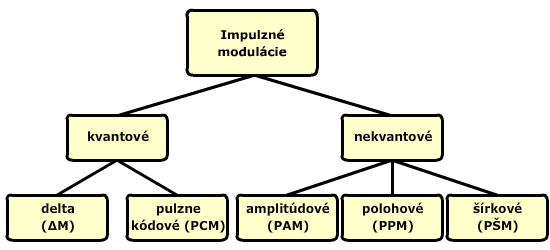 Impulzné
modulácie
kvantové
nekvantové
delta
(ΔM)
pulzne
kódové (PCM)
amplitúdové
(PAM)
polohové
(PPM)
šírkové
(PŠM)